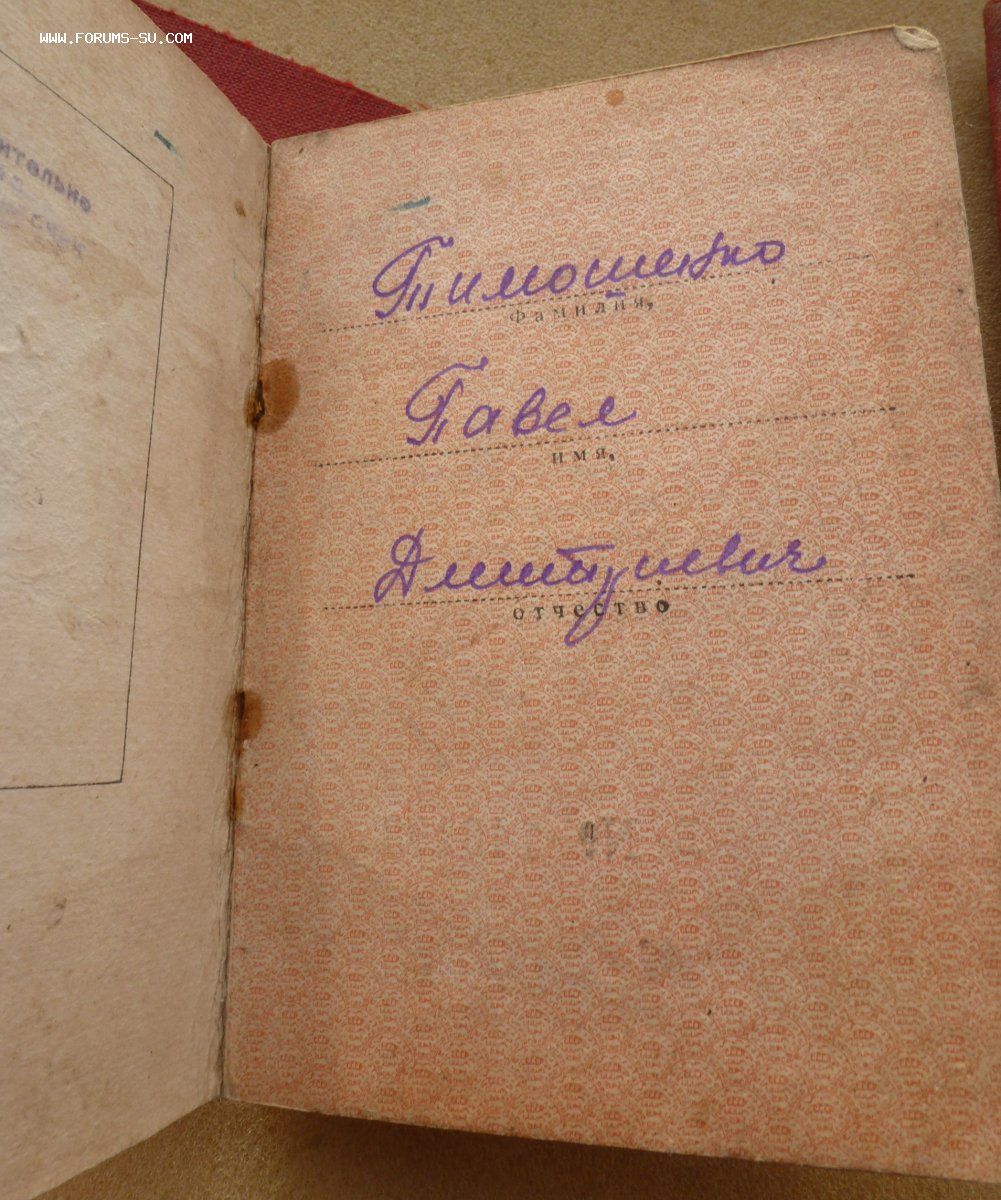 WWW.FORUMS-SU.COM
Тимошенко
Фамилия,
Павел
имя,
Дмитриевич
отчество